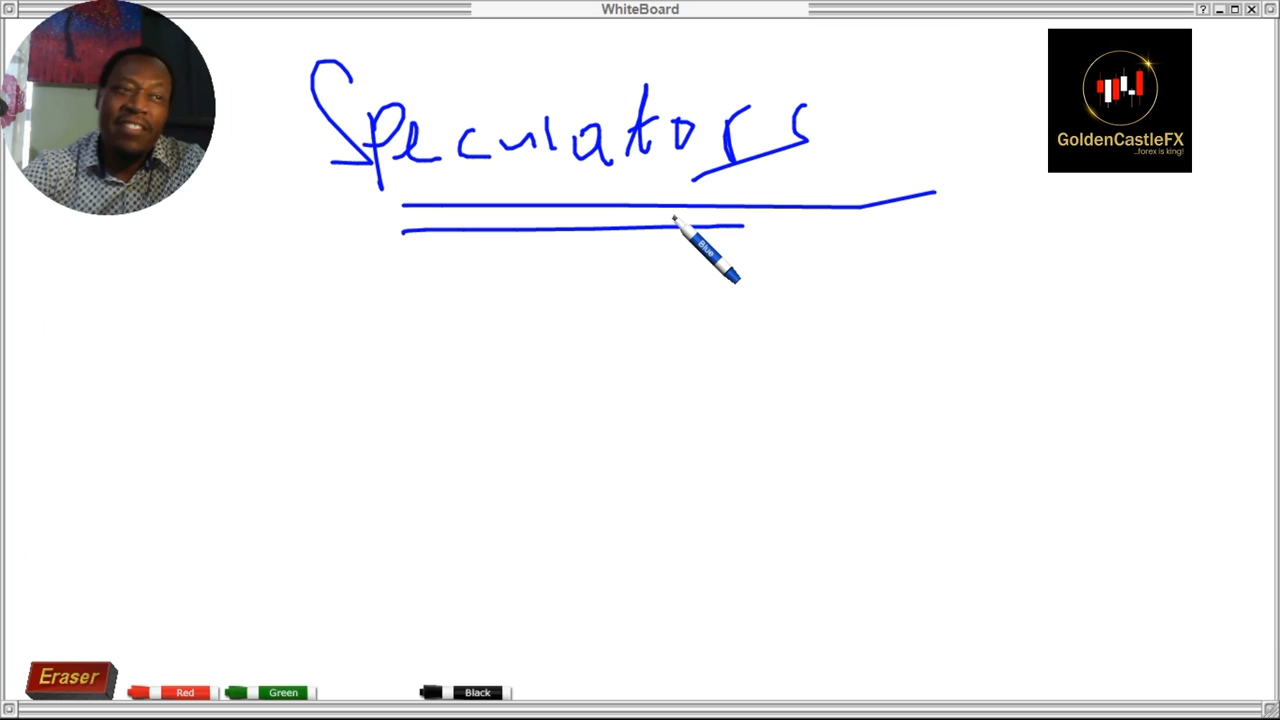 WhiteBoard
Speculators
GoldenCastleFX
...forex is king!
Blue
Eraser
Red
Green
Black